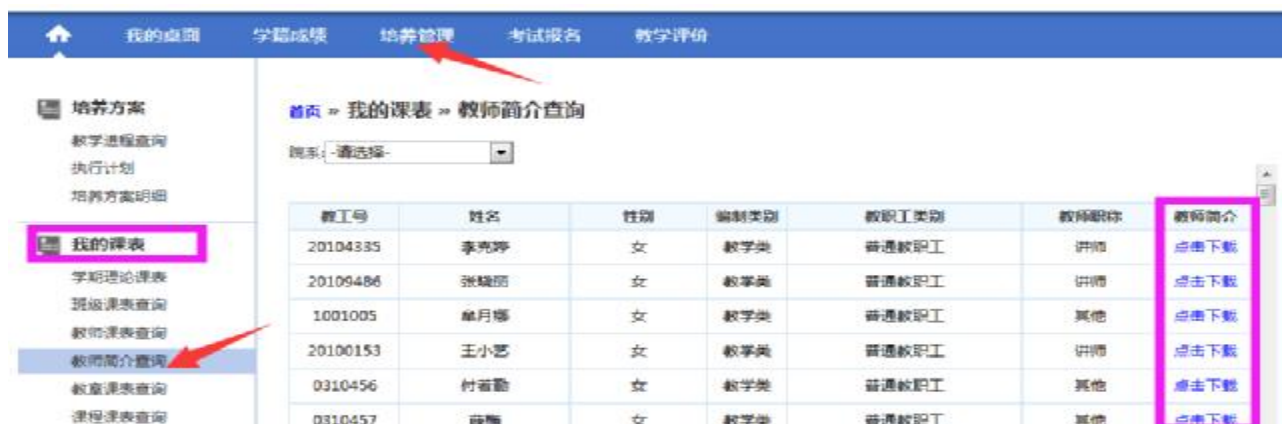 我的桌面 学籍成绩 培养管理 考试报名 教学评价
培养方案
教学进程查询
执行计划
培养方案明细
我的课表
学期理论课表
班级课表查询
教师课表查询
教师简介查询
教室课表查询
课程课表查询
首页 » 我的课表 » 教师简介查询
院系: -请选择-
教工号 姓名 性别 编制类别 教职工类别 教师职称 教师简介
20104335 李克婷 女 教学类 普通教职工 讲师 点击下载
20109486 张晓丽 女 教学类 普通教职工 讲师 点击下载
1001005 牟月娜 女 教学类 普通教职工 其他 点击下载
20100153 王小艺 女 教学类 普通教职工 讲师 点击下载
0310456 付若勤 女 教学类 普通教职工 其他 点击下载
0310457 女 教学类 普通教职工 其他 点击下载